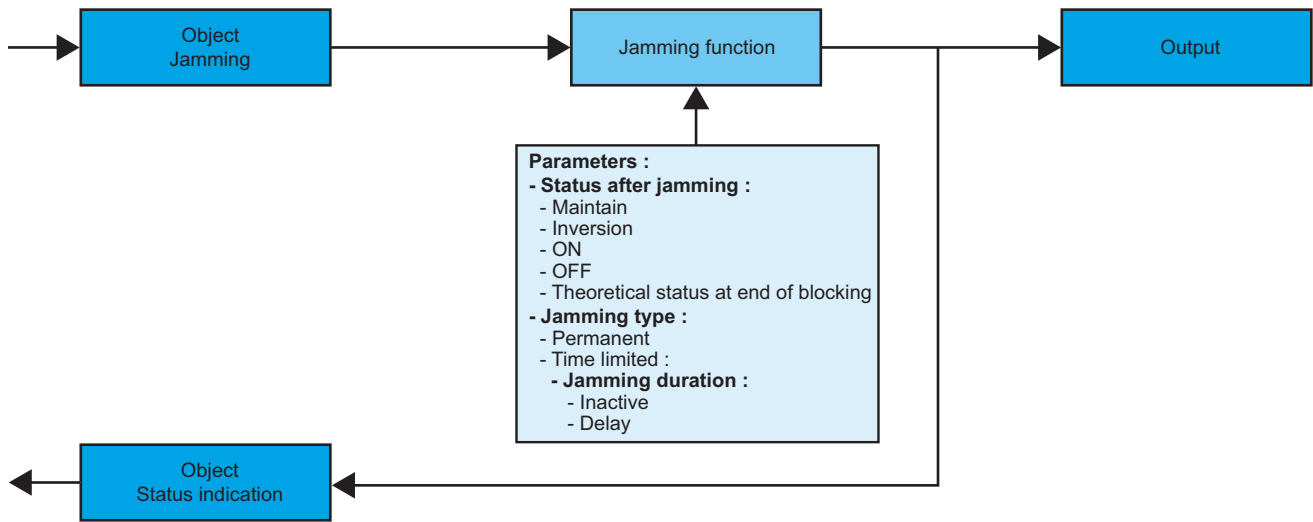 Object
Jamming
Jamming function
Output
Parameters :
- Status after jamming :
- Maintain
- Inversion
- ON
- OFF
- Theoretical status at end of blocking
- Jamming type :
- Permanent
- Time limited :
- Jamming duration :
- Inactive
- Delay
Object
Status indication